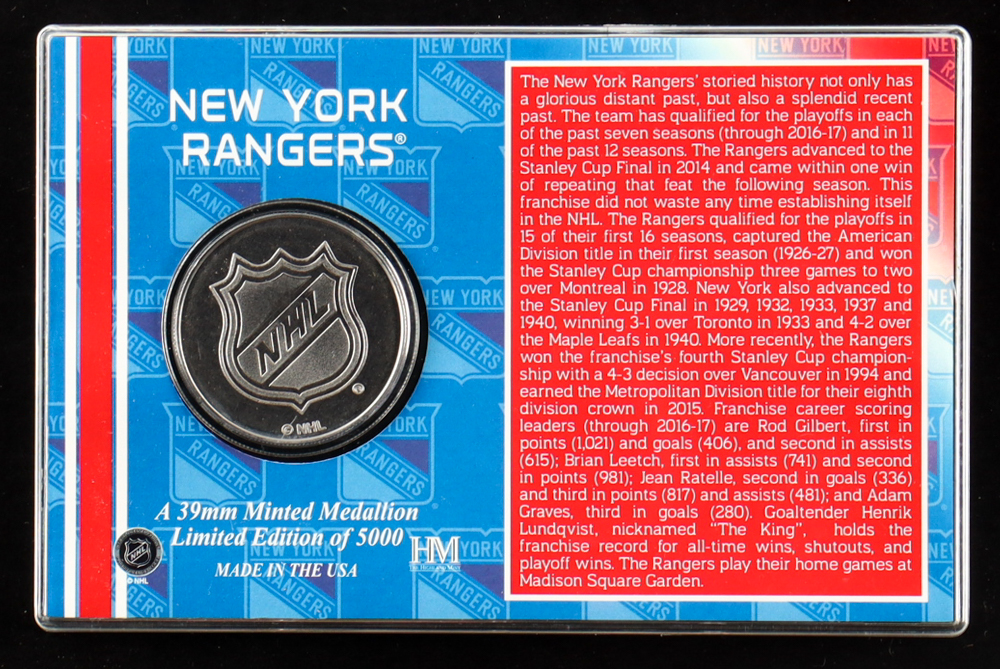 NEW YORK
RANGERS®
The New York Rangers' storied history not only has
a glorious distant past, but also a splendid recent
past. The team has qualified for the playoffs in each
of the past seven seasons (through 2016-17) and in 11
of the past 12 seasons. The Rangers advanced to the
Stanley Cup Final in 2014 and came within one win
of repeating that feat the following season. This
franchise did not waste any time establishing itself
in the NHL. The Rangers qualified for the playoffs in
15 of their first 16 seasons, captured the American
Division title in their first season (1926-27) and won
the Stanley Cup championship three games to two
over Montreal in 1928. New York also advanced to
the Stanley Cup Final in 1929, 1932, 1933, 1937 and
1940, winning 3-1 over Toronto in 1933 and 4-2 over
the Maple Leafs in 1940. More recently, the Rangers
won the franchise's fourth Stanley Cup champion-
ship with a 4-3 decision over Vancouver in 1994 and
earned the Metropolitan Division title for their eighth
division crown in 2015. Franchise career scoring
leaders (through 2016-17) are Rod Gilbert, first in
points (1,021) and goals (406), and second in assists
(615); Brian Leetch, first in assists (741) and second
in points (981); Jean Ratelle, second in goals (336)
and third in points (817) and assists (481); and Adam
Graves, third in goals (280). Goaltender Henrik
Lundqvist, nicknamed "The King", holds the
franchise record for all-time wins, shutouts, and
playoff wins. The Rangers play their home games at
Madison Square Garden.
NHL
®
© NHL
A 39mm Minted Medallion
Limited Edition of 5000
MADE IN THE USA
HM
THE HIGHLAND MINT
NHL
© NHL
NEW YORK
RANGERS